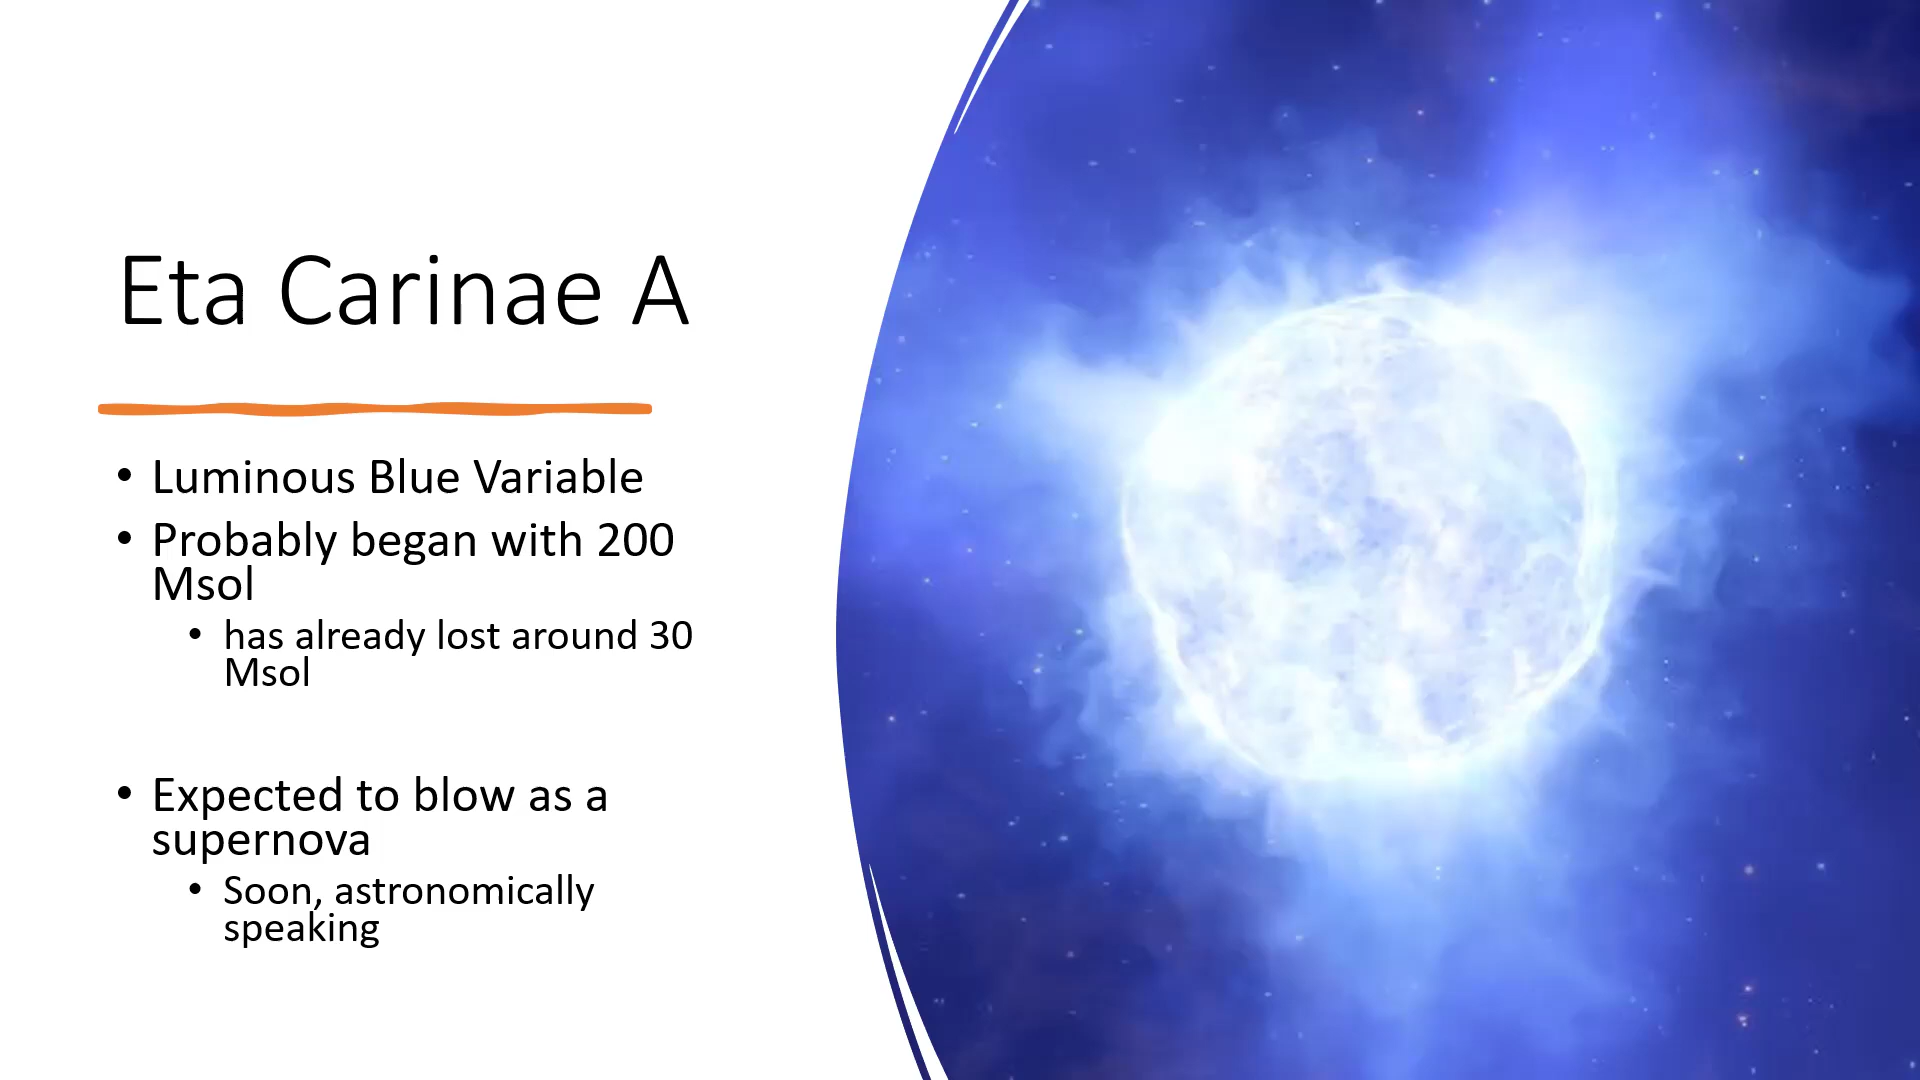 Eta Carinae A
• Luminous Blue Variable
• Probably began with 200
Msol
• has already lost around 30
Msol
• Expected to blow as a
supernova
• Soon, astronomically
speaking